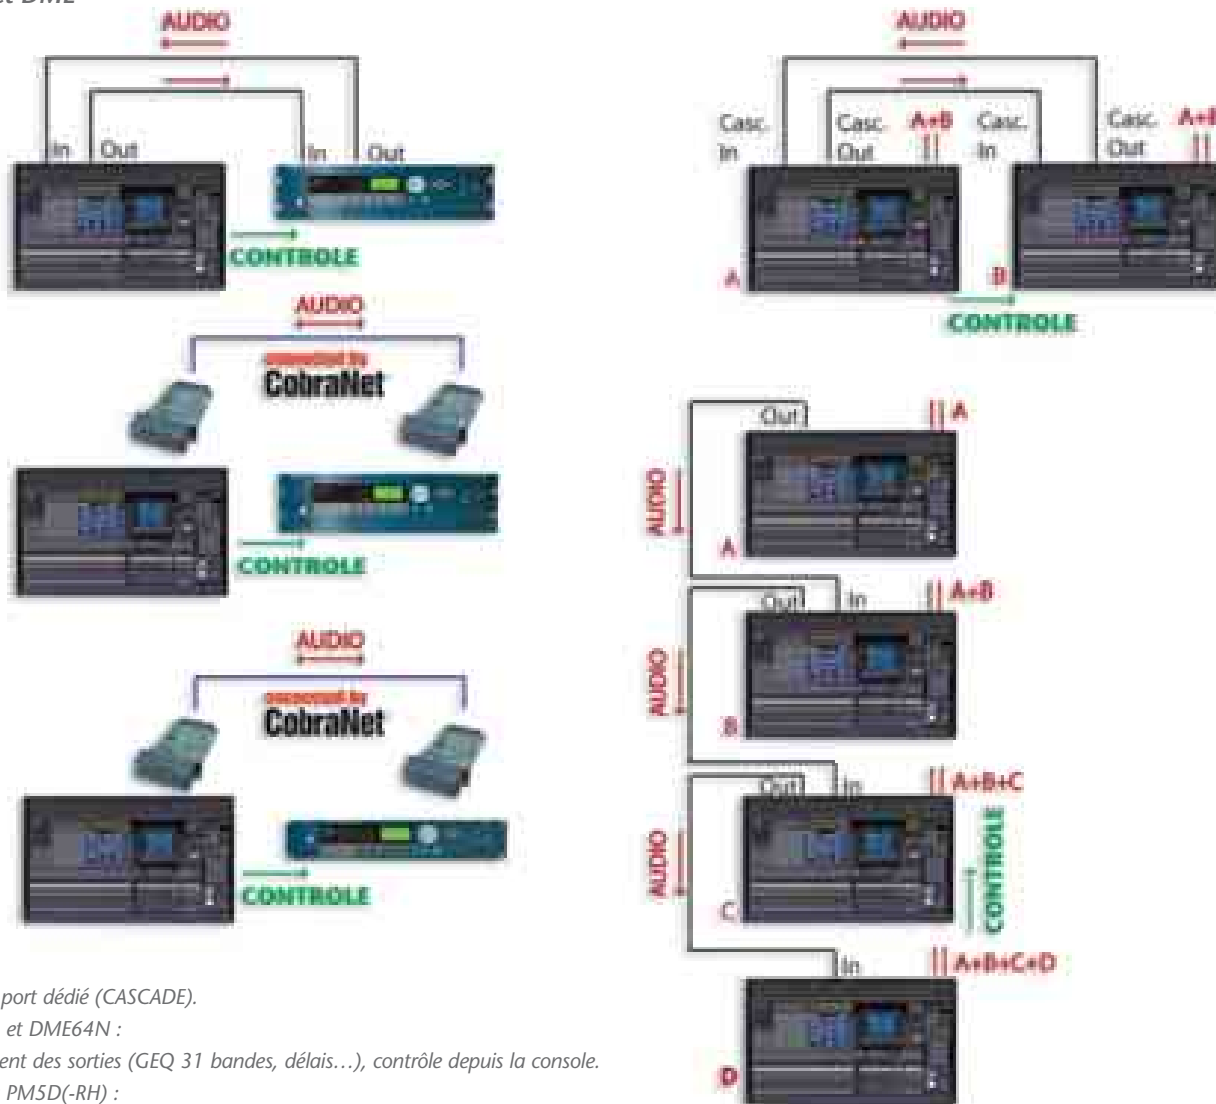 et DME
AUDIO
In Out In Out
CONTROLE
AUDIO
CobraNet
CONTROLE
AUDIO
CobraNet
CONTROLE
port dédié (CASCADE).
et DME64N :
ent des sorties (GEQ 31 bandes, délais…), contrôle depuis la console.
PM5D(-RH) :
AUDIO
Casc. In
Casc. Out
A+B
Casc. In
Casc. Out
A+B
A
B
CONTROLE
Out
A
AUDIO
A
Out In
A+B
AUDIO
B
Out In
A+B+C
AUDIO
C
CONTROLE
In
A+B+C+D
D